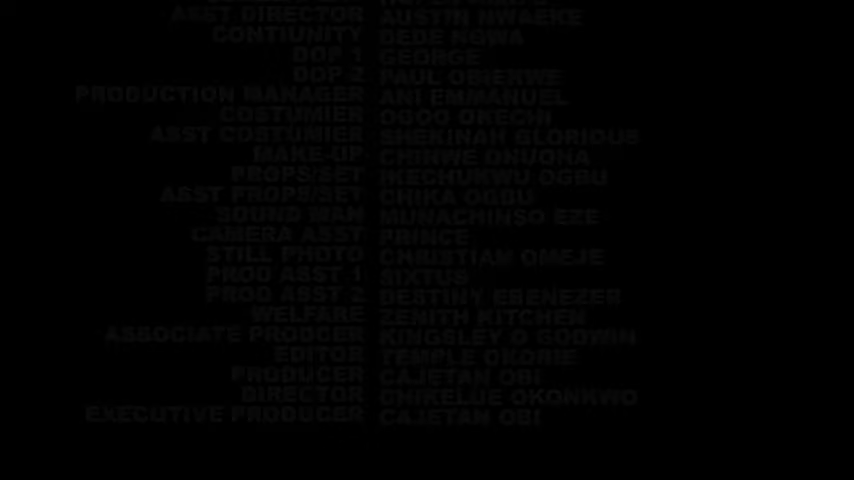 ASST DIRECTOR AUSTIN NWAEKE
CONTIUNITY DEDE NGWA
DOP 1 GEORGE
DOP 2 PAUL OBIEKWE
PRODUCTION MANAGER ANI EMMANUEL
COSTUMIER OGOO OKECHI
ASST COSTUMIER SHEKINAH GLORIOUS
MAKE-UP CHINWE ONUOHA
PROPS/SET IKECHUKWU OGBU
ASST PROPS/SET CHIKA OGBU
SOUND MAN MUNACHINSO EZE
CAMERA ASST PRINCE
STILL PHOTO CHRISTIAN OMEJE
PROD ASST 1 SIXTUS
PROD ASST 2 DESTINY EBENEZER
WELFARE ZENITH KITCHEN
ASSOCIATE PRODCER KINGSLEY O GODWIN
EDITOR TEMPLE OKORIE
PRODUCER CAJETAN OBI
DIRECTOR CHIKELUE OKONKWO
EXECUTIVE PRODUCER CAJETAN OBI